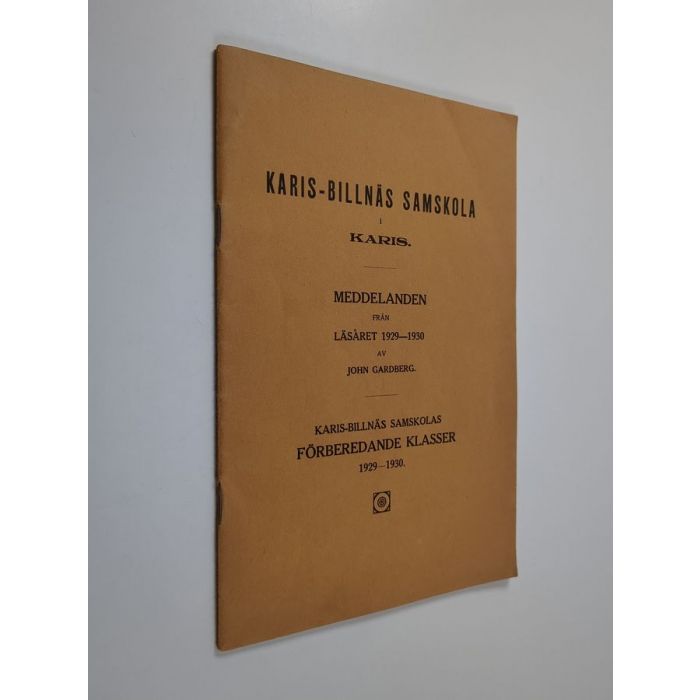 KARIS-BILLNÄS SAMSKOLA
I
KARIS.
MEDDELANDEN
FRÅN
LÄSÅRET 1929—1930
AV
JOHN GARDBERG.
KARIS-BILLNÄS SAMSKOLAS
FÖRBEREDANDE KLASSER
1929—1930.